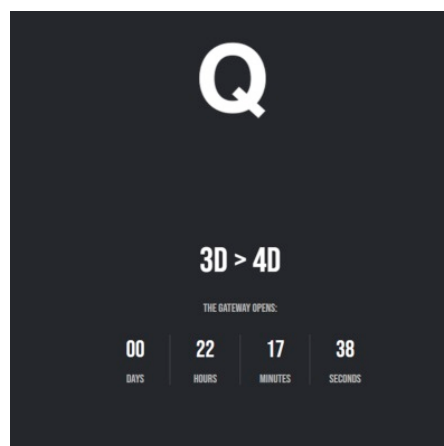 Q
3D > 4D
THE GATEWAY OPENS:
00 22 17 38
DAYS HOURS MINUTES SECONDS